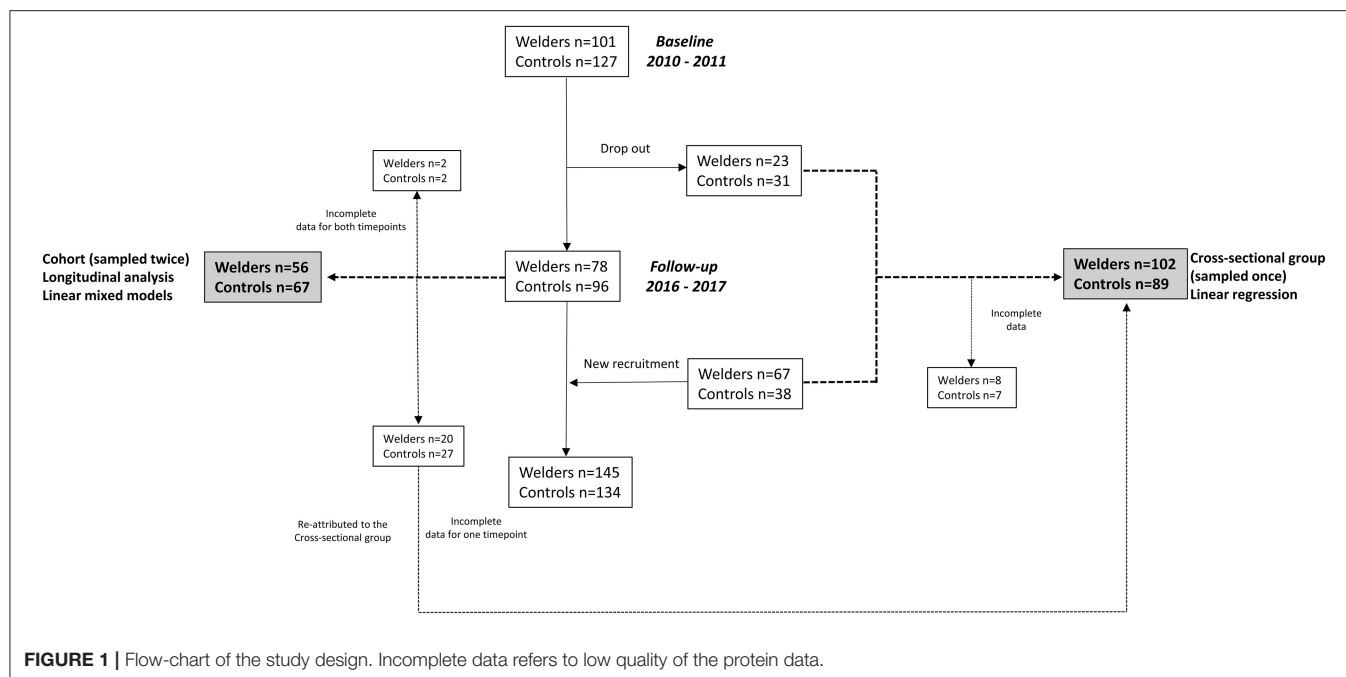 Welders n=101
Controls n=127
Baseline
2010 - 2011
Drop out
Welders n=23
Controls n=31
Welders n=2
Controls n=2
Incomplete
data for both timepoints
Cohort (sampled twice)
Longitudinal analysis
Linear mixed models
Welders n=56
Controls n=67
Welders n=78
Controls n=96
Follow-up
2016 - 2017
Welders n=102
Controls n=89
Cross-sectional group
(sampled once)
Linear regression
Incomplete
data
New recruitment
Welders n=67
Controls n=38
Welders n=8
Controls n=7
Welders n=20
Controls n=27
Welders n=145
Controls n=134
Re-attributed to the
Cross-sectional group
Incomplete
data for one timepoint
FIGURE 1 | Flow-chart of the study design. Incomplete data refers to low quality of the protein data.